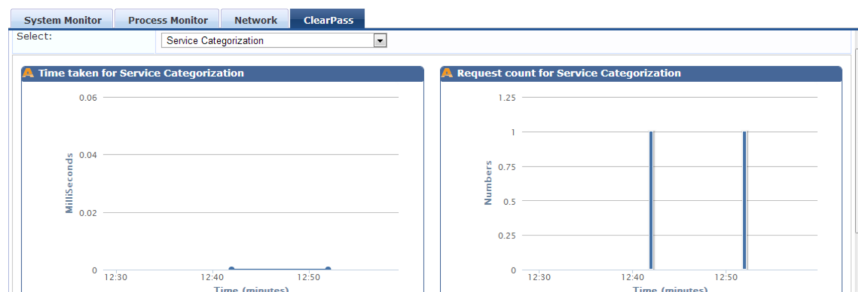 System Monitor Process Monitor Network ClearPass
Select: Service Categorization
Time taken for Service Categorization
0.06
0.04
0.02
0
MilliSeconds
12:30 12:40 12:50
Time (minutes)
Request count for Service Categorization
1.25
1
0.75
0.5
0.25
0
Numbers
12:30 12:40 12:50
Time (minutes)